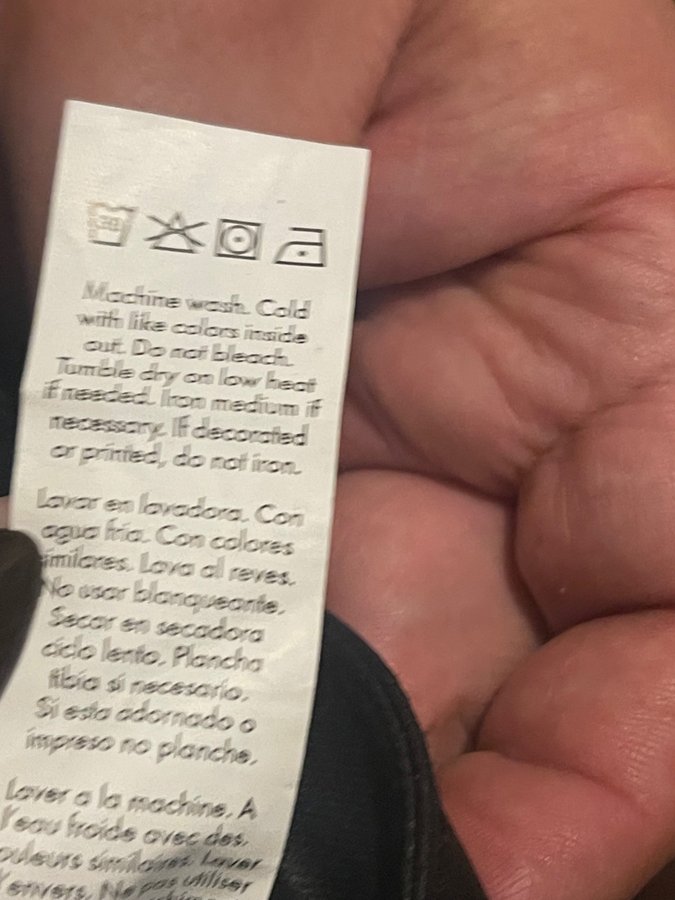 Machine wash. Cold
with like colors inside
out. Do not bleach.
Tumble dry on low heat
if needed. Iron medium if
necessary. If decorated
or printed, do not iron.
Lavar en lavadora. Con
agua fria. Con colores
similares. Lava al reves.
No usar blanqueante.
Secar en secadora
ciclo lento. Plancha
tibia si necesario.
Si esta adornado o
impreso no planche.
Laver a la machine. A
l'eau froide avec des.
couleurs similaires. Laver
l'envers. Ne pas utiliser